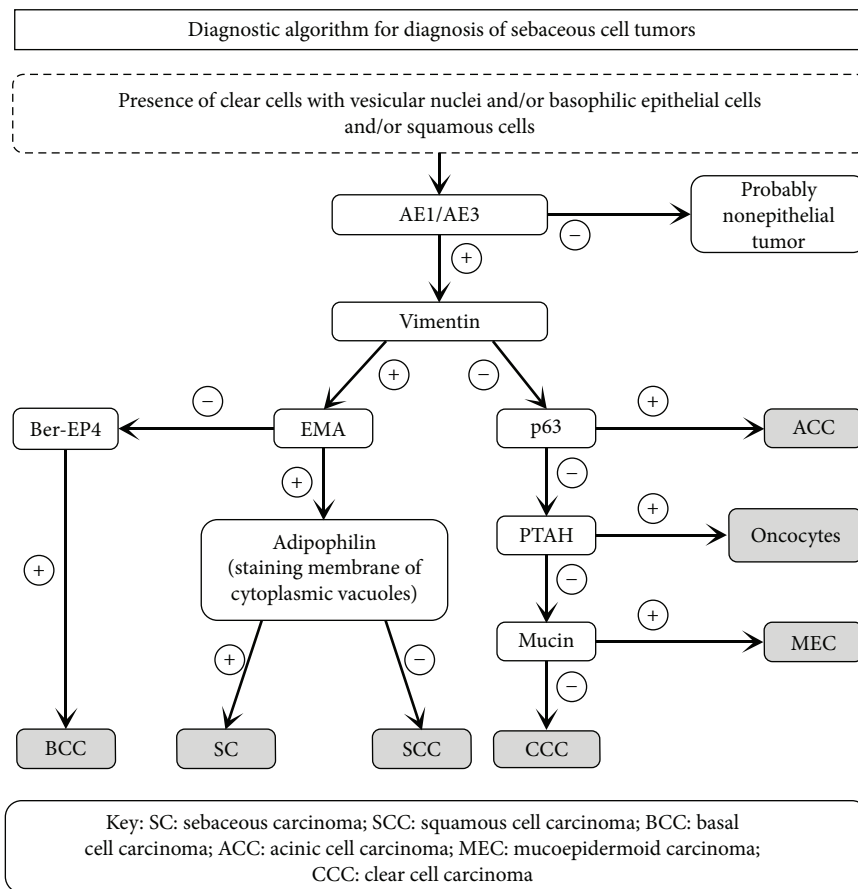 Diagnostic algorithm for diagnosis of sebaceous cell tumors
Presence of clear cells with vesicular nuclei and/or basophilic epithelial cells
and/or squamous cells
AE1/AE3
−
Probably
nonepithelial
tumor
+
Vimentin
+
−
Ber-EP4
−
EMA
p63
+
ACC
+
−
Adipophilin
(staining membrane of
cytoplasmic vacuoles)
PTAH
+
Oncocytes
+
−
Mucin
+
MEC
+
−
−
BCC
SC
SCC
CCC
Key: SC: sebaceous carcinoma; SCC: squamous cell carcinoma; BCC: basal
cell carcinoma; ACC: acinic cell carcinoma; MEC: mucoepidermoid carcinoma;
CCC: clear cell carcinoma